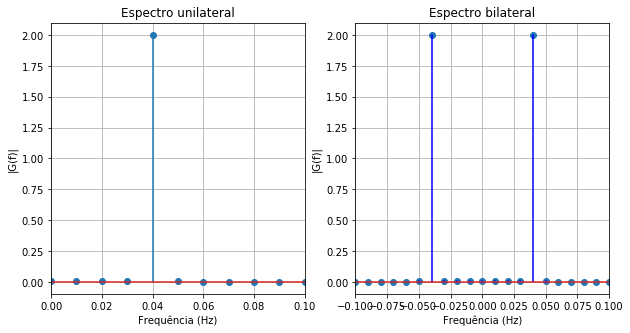 Espectro unilateral
|G(f)|
2.00
1.75
1.50
1.25
1.00
0.75
0.50
0.25
0.00
0.00 0.02 0.04 0.06 0.08 0.10
Frequência (Hz)
Espectro bilateral
|G(f)|
2.00
1.75
1.50
1.25
1.00
0.75
0.50
0.25
0.00
−0.100 −0.075 −0.050 −0.025 0.000 0.025 0.050 0.075 0.100
Frequência (Hz)